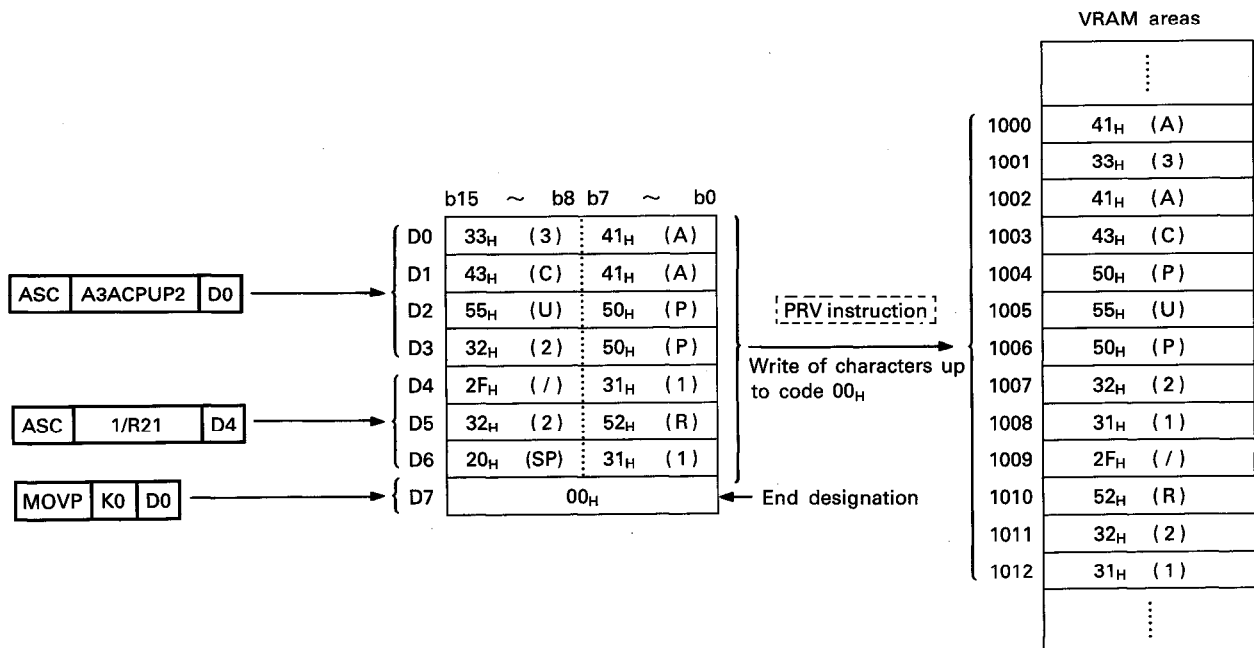 VRAM areas
1000 41H (A)
1001 33H (3)
1002 41H (A)
1003 43H (C)
1004 50H (P)
1005 55H (U)
1006 50H (P)
1007 32H (2)
1008 31H (1)
1009 2FH (/)
1010 52H (R)
1011 32H (2)
1012 31H (1)
b15 ~ b8 b7 ~ b0
D0 33H (3) 41H (A)
D1 43H (C) 41H (A)
D2 55H (U) 50H (P)
D3 32H (2) 50H (P)
D4 2FH (/) 31H (1)
D5 32H (2) 52H (R)
D6 20H (SP) 31H (1)
D7 00H
ASC A3ACPUP2 D0
ASC 1/R21 D4
MOVP K0 D0
PRV instruction
Write of characters up
to code 00H
End designation